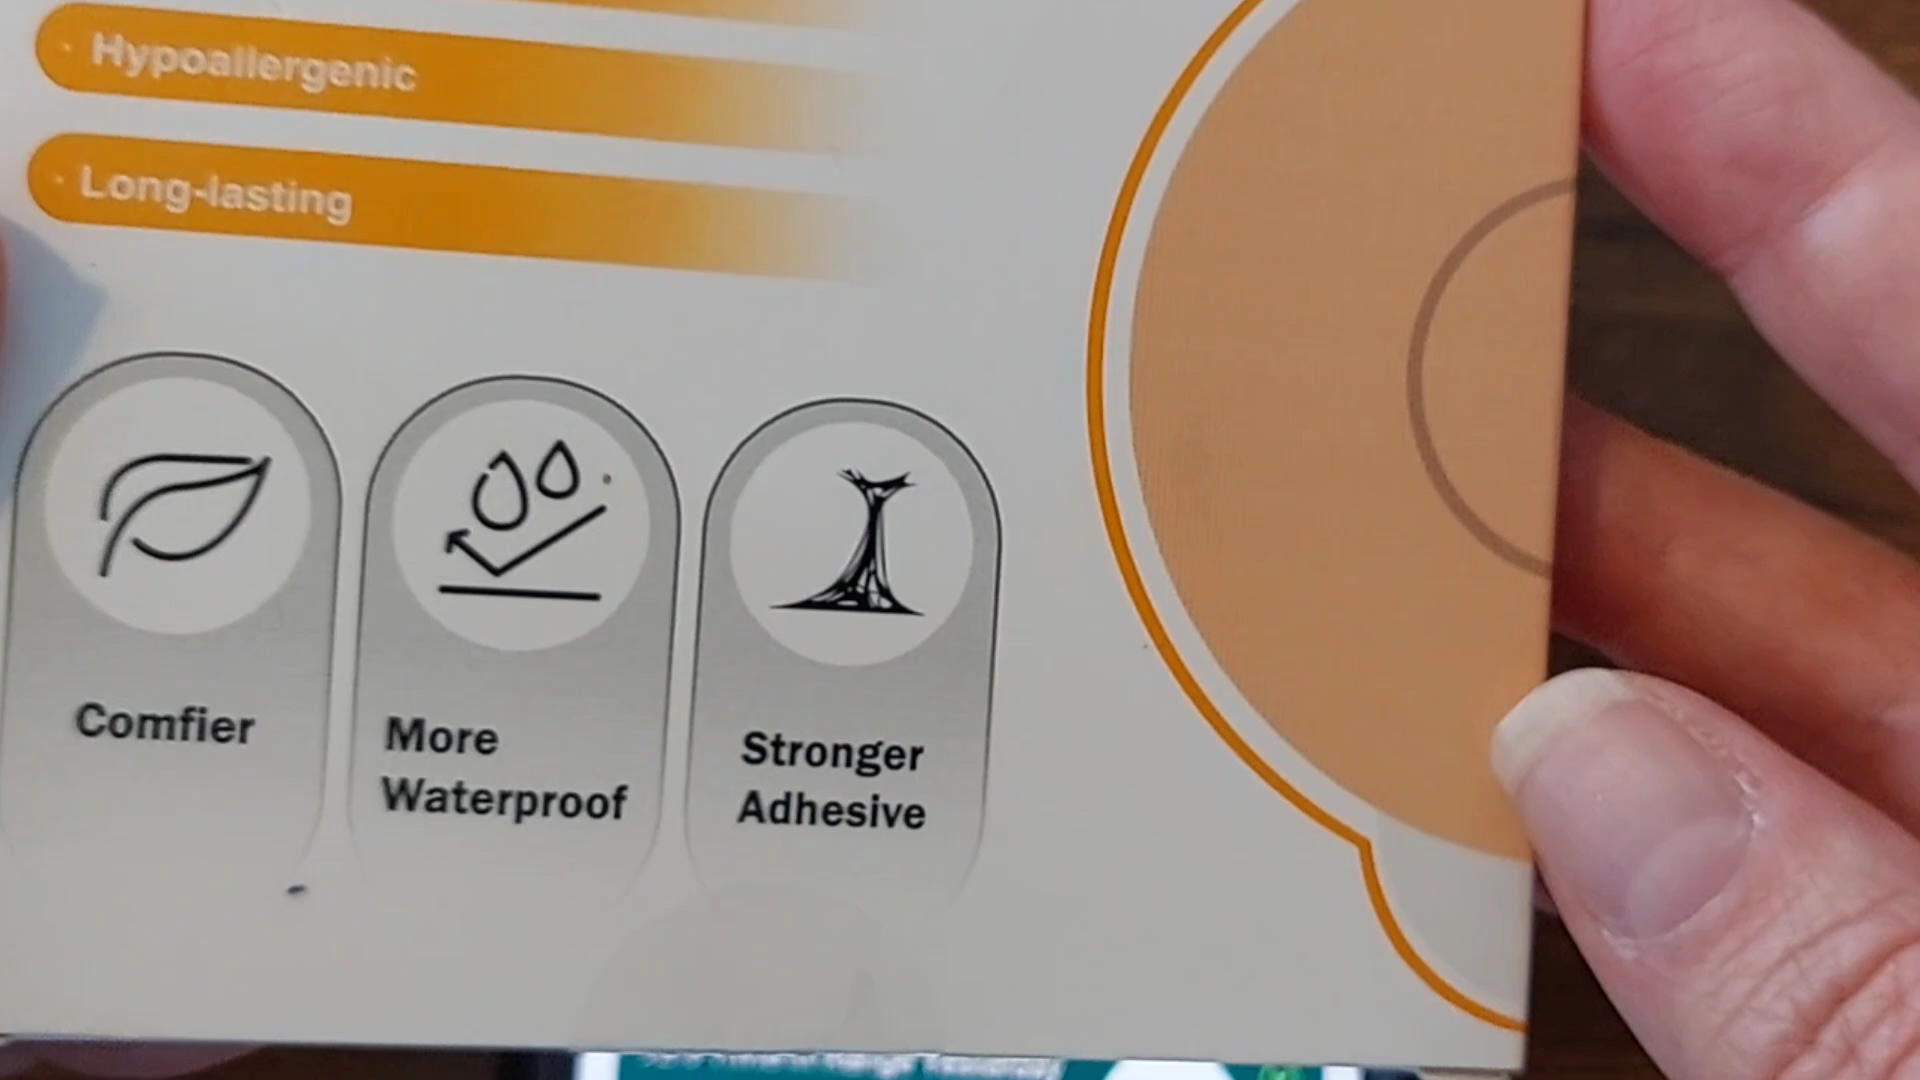 · Hypoallergenic
· Long-lasting
Comfier
More
Waterproof
Stronger
Adhesive